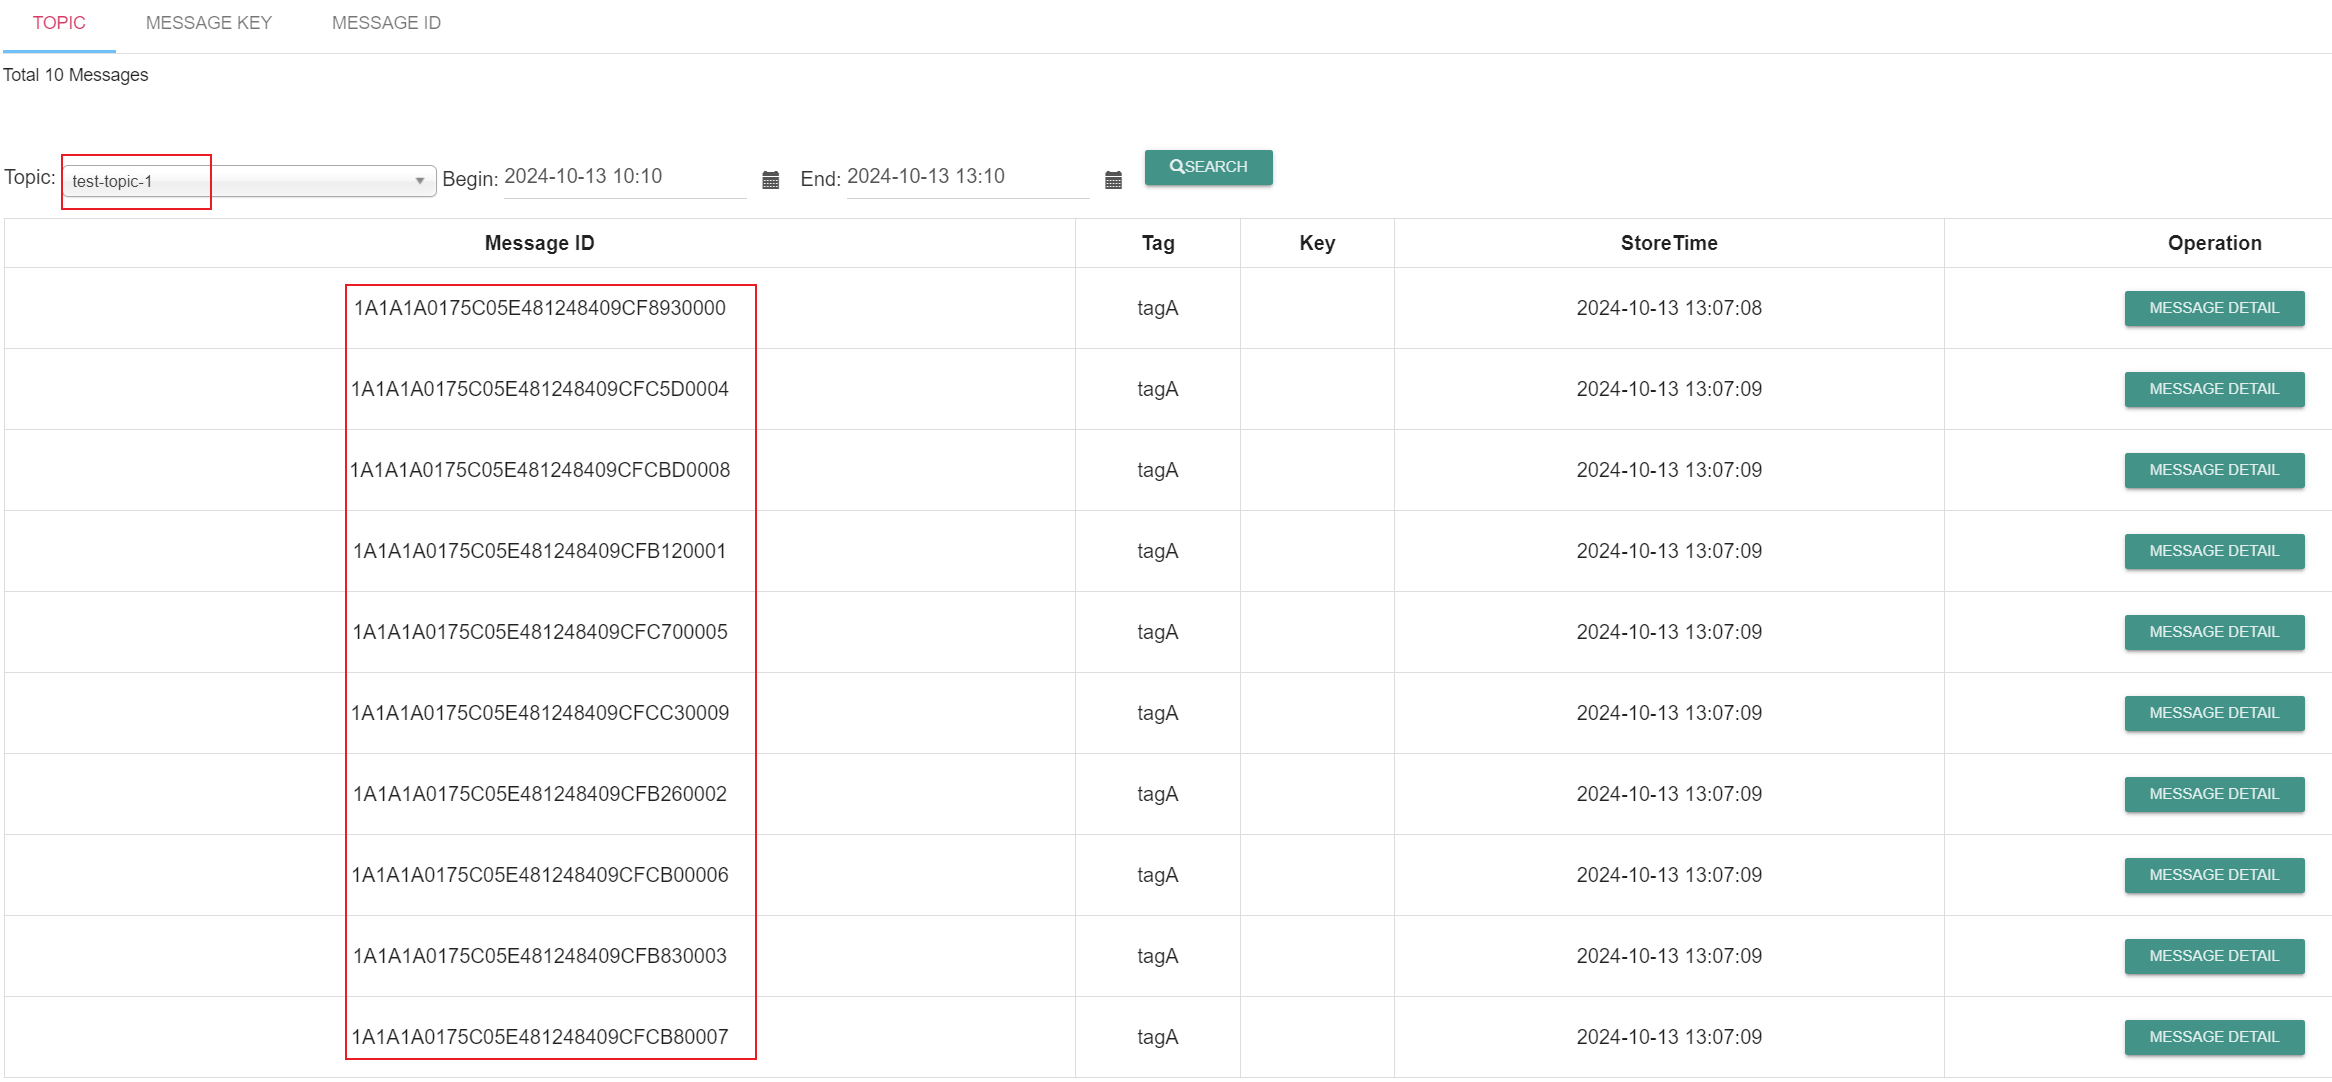 TOPIC MESSAGE KEY MESSAGE ID
Total 10 Messages
Topic: test-topic-1 Begin: 2024-10-13 10:10 End: 2024-10-13 13:10 SEARCH
Message ID Tag Key StoreTime Operation
1A1A1A0175C05E481248409CF8930000 tagA 2024-10-13 13:07:08 MESSAGE DETAIL
1A1A1A0175C05E481248409CFC5D0004 tagA 2024-10-13 13:07:09 MESSAGE DETAIL
1A1A1A0175C05E481248409CFCBD0008 tagA 2024-10-13 13:07:09 MESSAGE DETAIL
1A1A1A0175C05E481248409CFB120001 tagA 2024-10-13 13:07:09 MESSAGE DETAIL
1A1A1A0175C05E481248409CFC700005 tagA 2024-10-13 13:07:09 MESSAGE DETAIL
1A1A1A0175C05E481248409CFCC30009 tagA 2024-10-13 13:07:09 MESSAGE DETAIL
1A1A1A0175C05E481248409CFB260002 tagA 2024-10-13 13:07:09 MESSAGE DETAIL
1A1A1A0175C05E481248409CFCB00006 tagA 2024-10-13 13:07:09 MESSAGE DETAIL
1A1A1A0175C05E481248409CFB830003 tagA 2024-10-13 13:07:09 MESSAGE DETAIL
1A1A1A0175C05E481248409CFCB80007 tagA 2024-10-13 13:07:09 MESSAGE DETAIL